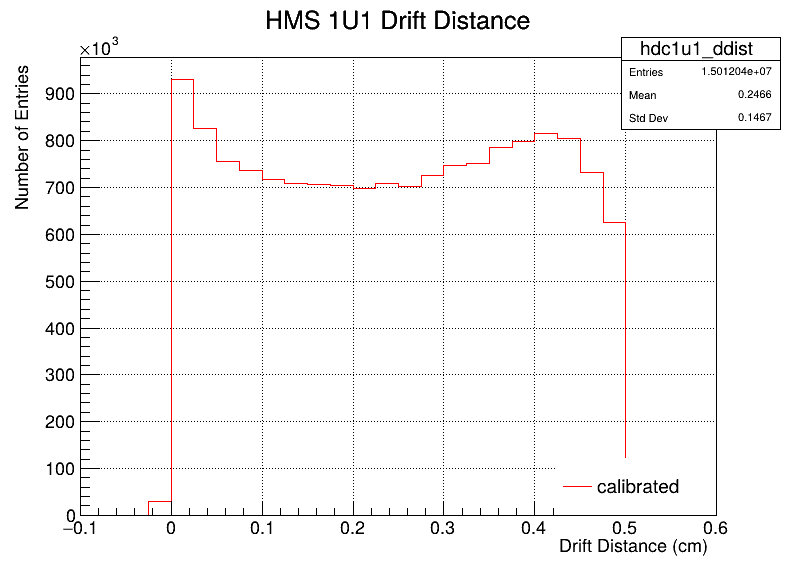 HMS 1U1 Drift Distance
×10³
hdc1u1_ddist
Entries 1.501204e+07
Mean 0.2466
Std Dev 0.1467
Number of Entries
900
800
700
600
500
400
300
200
100
0
−0.1 0 0.1 0.2 0.3 0.4 0.5 0.6
calibrated
Drift Distance (cm)